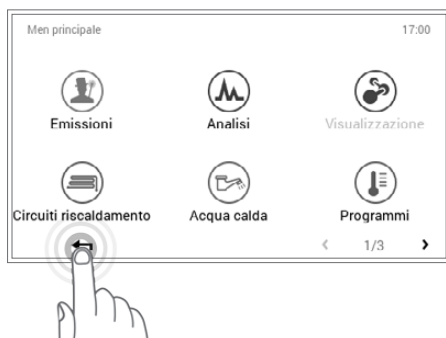 Men principale 17:00
Emissioni Analisi Visualizzazione
Circuiti riscaldamento Acqua calda Programmi
1/3